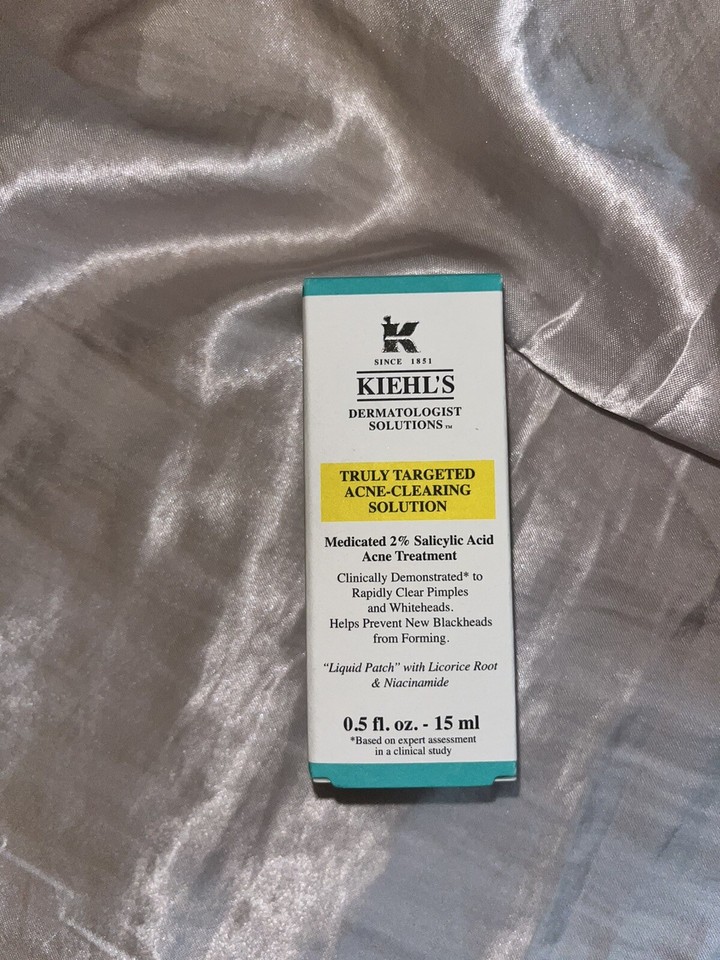 K
SINCE 1851
KIEHL'S
DERMATOLOGIST
SOLUTIONS™
TRULY TARGETED
ACNE-CLEARING
SOLUTION
Medicated 2% Salicylic Acid
Acne Treatment
Clinically Demonstrated* to
Rapidly Clear Pimples
and Whiteheads.
Helps Prevent New Blackheads
from Forming.
“Liquid Patch” with Licorice Root
& Niacinamide
0.5 fl. oz. - 15 ml
*Based on expert assessment
in a clinical study